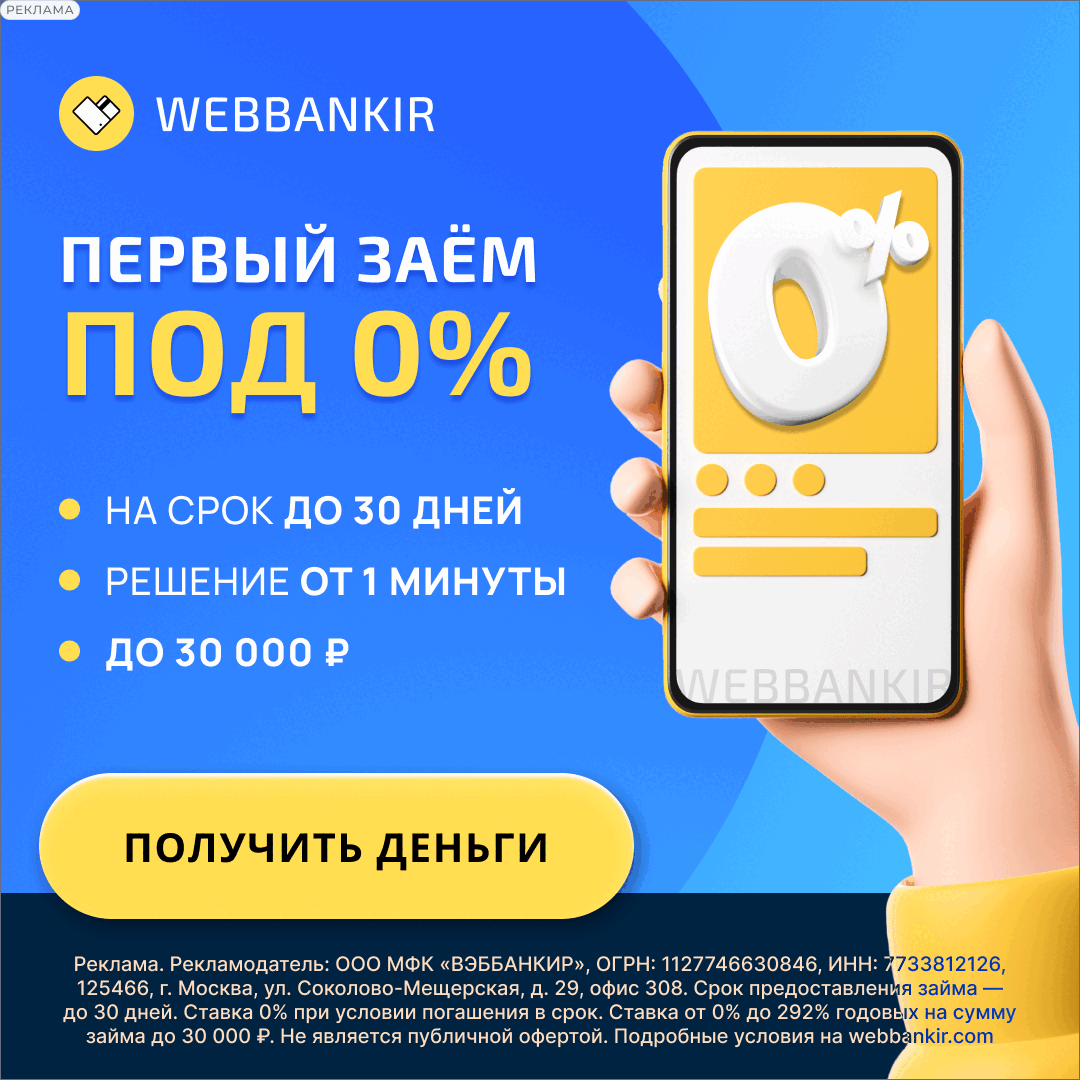 РЕКЛАМА
WEBBANKIR
ПЕРВЫЙ ЗАЁМ
ПОД 0%
0%
НА СРОК ДО 30 ДНЕЙ
РЕШЕНИЕ ОТ 1 МИНУТЫ
ДО 30 000 ₽
WEBBANKIR
ПОЛУЧИТЬ ДЕНЬГИ
Реклама. Рекламодатель: ООО МФК «ВЭББАНКИР», ОГРН: 1127746630846, ИНН: 7733812126,
125466, г. Москва, ул. Соколово-Мещерская, д. 29, офис 308. Срок предоставления займа —
до 30 дней. Ставка 0% при условии погашения в срок. Ставка от 0% до 292% годовых на сумму
займа до 30 000 ₽. Не является публичной офертой. Подробные условия на webbankir.com